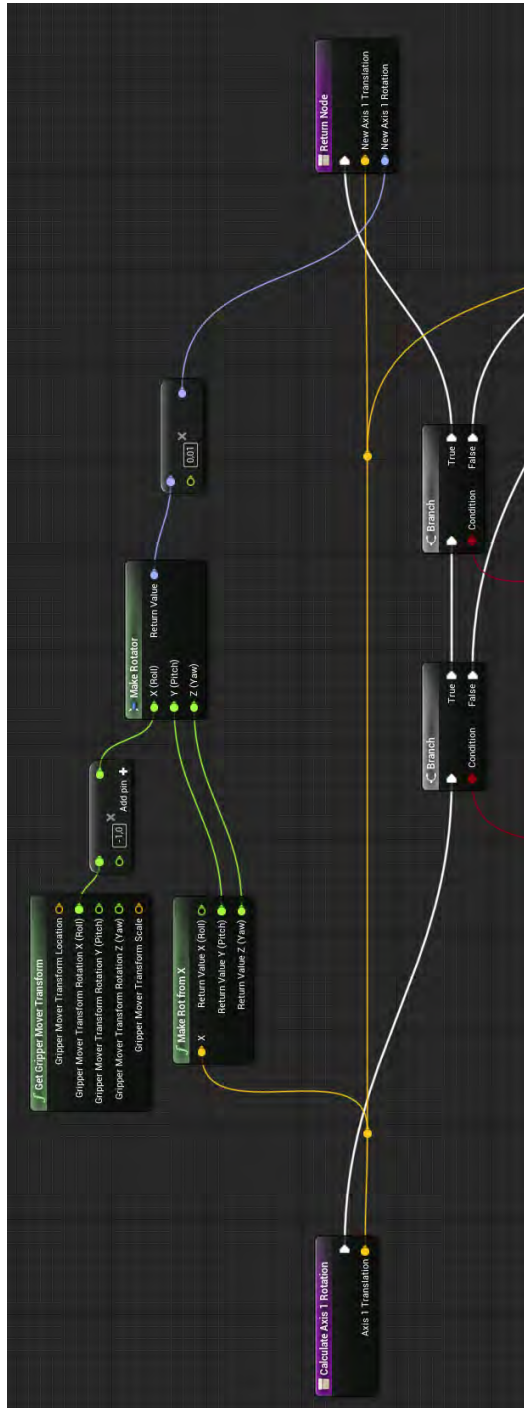 Calculate Axis 1 Rotation
Axis 1 Translation
Get Gripper Mover Transform
Gripper Mover Transform Location
Gripper Mover Transform Rotation X (Roll)
Gripper Mover Transform Rotation Y (Pitch)
Gripper Mover Transform Rotation Z (Yaw)
Gripper Mover Transform Scale
Make Rot from X
X
Return Value X (Roll)
Return Value Y (Pitch)
Return Value Z (Yaw)
-1,0
Add pin
Make Rotator
X (Roll)
Return Value
Y (Pitch)
Z (Yaw)
0,01
Branch
True
Condition
False
Branch
True
Condition
False
Return Node
New Axis 1 Translation
New Axis 1 Rotation